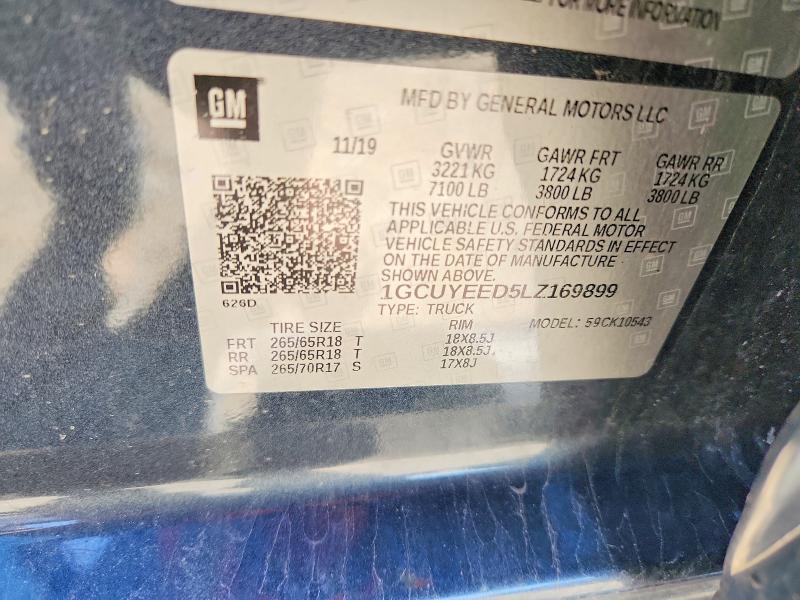 FOR MORE INFORMATION
GM
MFD BY GENERAL MOTORS LLC
11/19 GVWR GAWR FRT GAWR RR
3221 KG 1724 KG 1724 KG
7100 LB 3800 LB 3800 LB
THIS VEHICLE CONFORMS TO ALL
APPLICABLE U.S. FEDERAL MOTOR
VEHICLE SAFETY STANDARDS IN EFFECT
ON THE DATE OF MANUFACTURE
SHOWN ABOVE.
626D
1GCUYEED5LZ169899
TYPE: TRUCK
TIRE SIZE RIM MODEL: 59CK10543
FRT 265/65R18 T 18X8.5J
RR 265/65R18 T 18X8.5J
SPA 265/70R17 S 17X8J